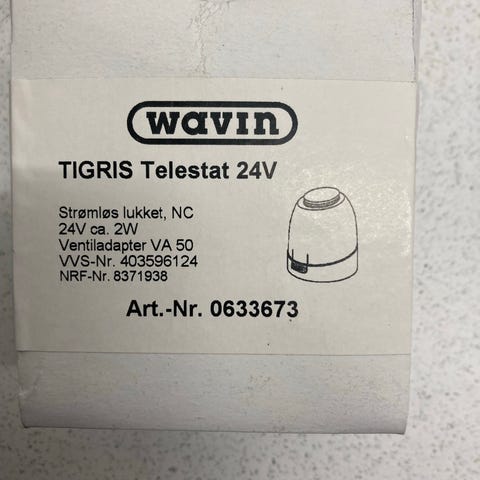 wavin
TIGRIS Telestat 24V
Strømløs lukket, NC
24V ca. 2W
Ventiladapter VA 50
VVS-Nr. 403596124
NRF-Nr. 8371938
Art.-Nr. 0633673